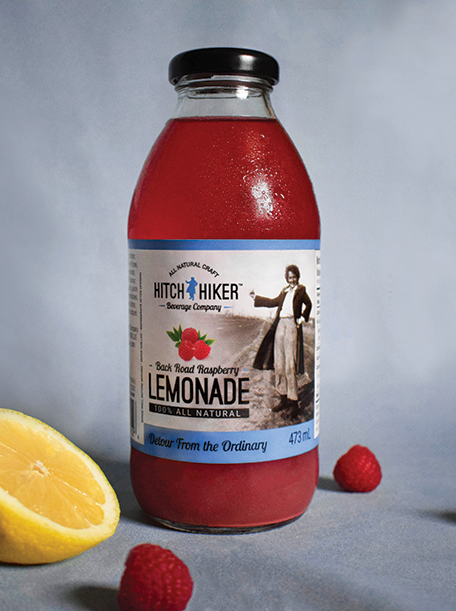 ALL NATURAL CRAFT
HITCH HIKER™
Beverage Company
Back Road Raspberry
LEMONADE
100% ALL NATURAL
Detour From the Ordinary 473 mL